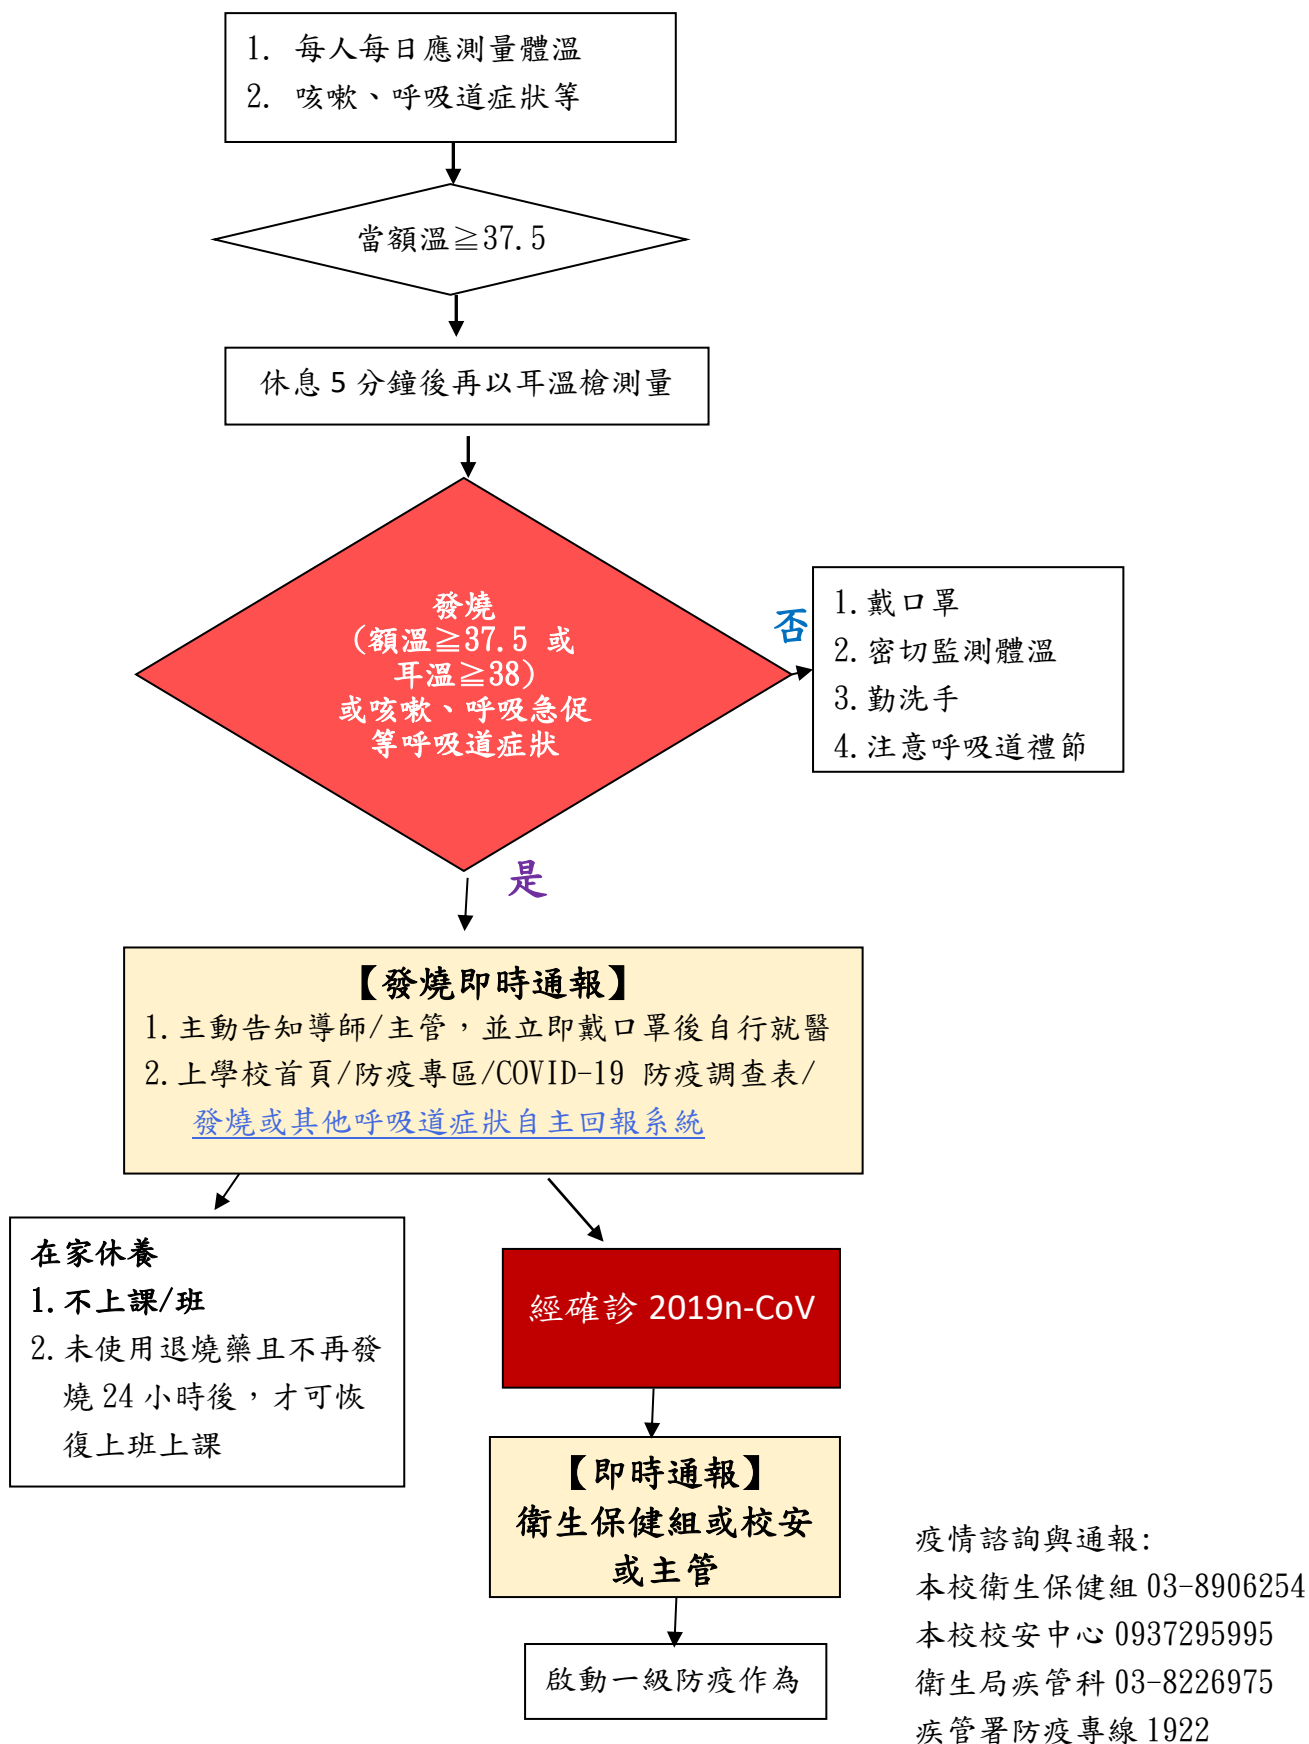 1. 每人每日應測量體溫
2. 咳嗽、呼吸道症狀等
當額溫≧37.5
休息 5 分鐘後再以耳溫槍測量
發燒
(額溫≧37.5 或
耳溫≧38)
或咳嗽、呼吸急促
等呼吸道症狀
否
1.戴口罩
2.密切監測體溫
3.勤洗手
4.注意呼吸道禮節
是
【發燒即時通報】
1.主動告知導師/主管，並立即戴口罩後自行就醫
2.上學校首頁/防疫專區/COVID-19 防疫調查表/
發燒或其他呼吸道症狀自主回報系統
在家休養
1.不上課/班
2.未使用退燒藥且不再發
燒 24 小時後，才可恢
復上班上課
經確診 2019n-CoV
【即時通報】
衛生保健組或校安
或主管
啟動一級防疫作為
疫情諮詢與通報:
本校衛生保健組 03-8906254
本校校安中心 0937295995
衛生局疾管科 03-8226975
疾管署防疫專線 1922